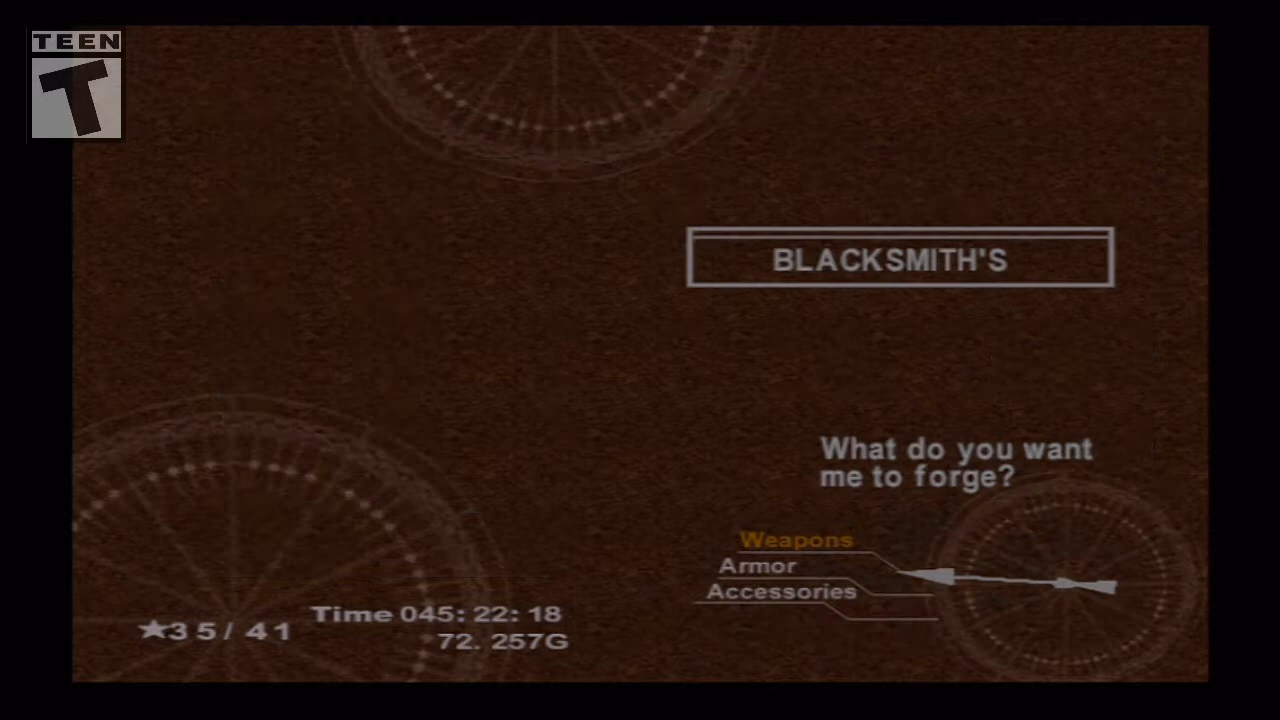 TEEN
T
BLACKSMITH'S
What do you want
me to forge?
Weapons
Armor
Accessories
Time 045: 22: 18
★35/ 41
72. 257G